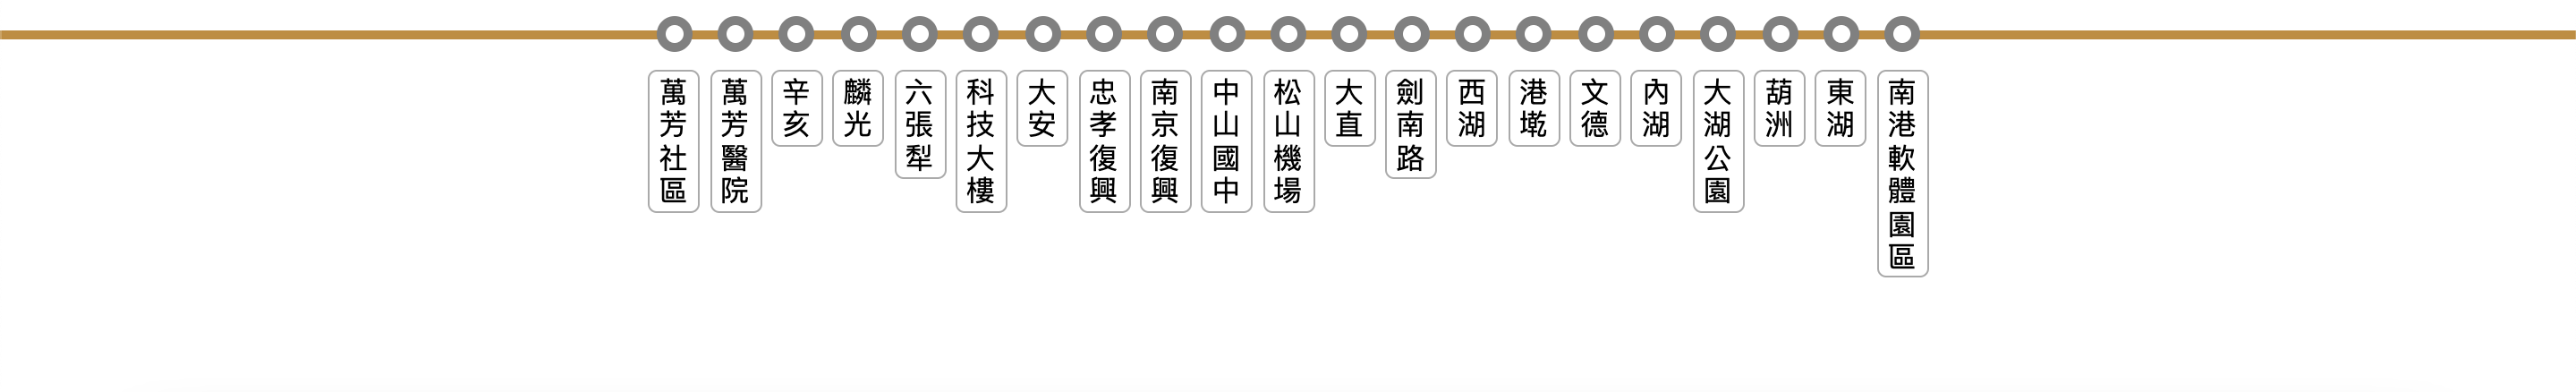 萬芳社區
萬芳醫院
辛亥
麟光
六張犁
科技大樓
大安
忠孝復興
南京復興
中山國中
松山機場
大直
劍南路
西湖
港墘
文德
內湖
大湖公園
葫洲
東湖
南港軟體園區